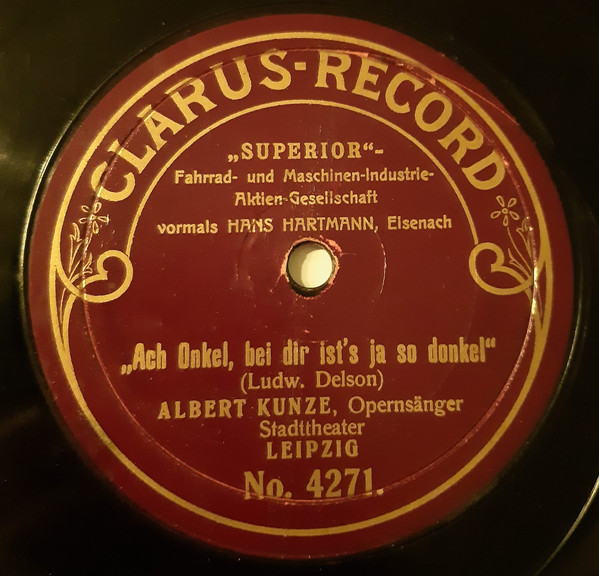 CLARUS-RECORD
„SUPERIOR“-
Fahrrad- und Maschinen-Industrie-
Aktien-Gesellschaft
vormals HANS HARTMANN, Eisenach
„Ach Onkel, bei dir ist's ja so donkel“
(Ludw. Delson)
ALBERT KUNZE, Opernsänger
Stadttheater
LEIPZIG
No. 4271.